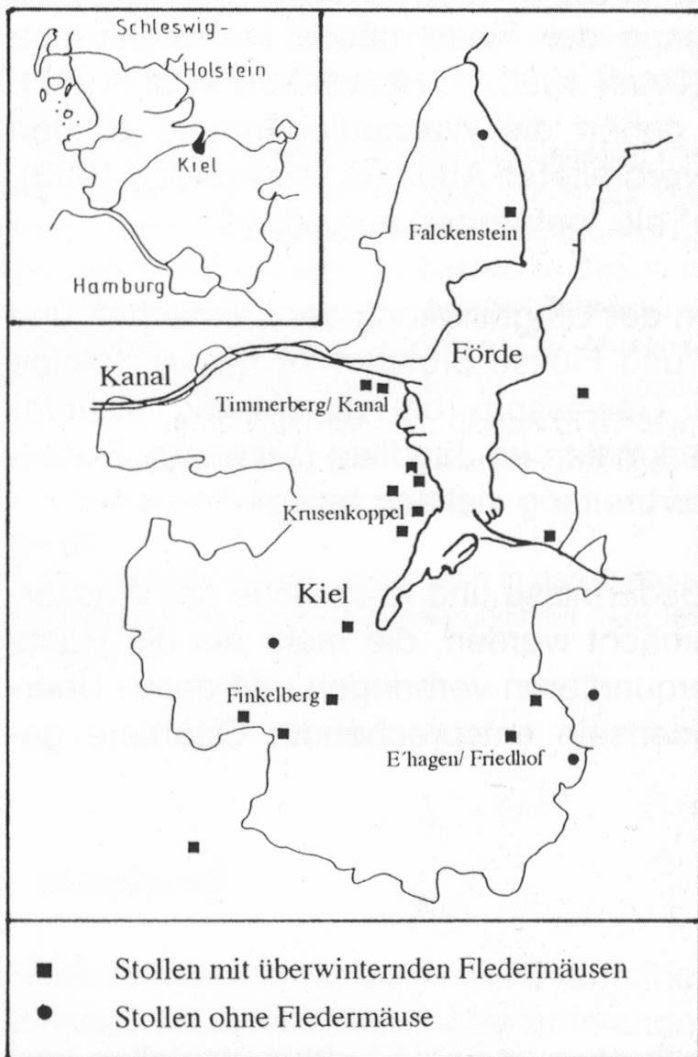 Schleswig-
Holstein
Kiel
Hamburg
Falckenstein
Förde
Kanal
Timmerberg/ Kanal
Krusenkoppel
Kiel
Finkelberg
E´hagen/ Friedhof
Stollen mit überwinternden Fledermäusen
Stollen ohne Fledermäuse